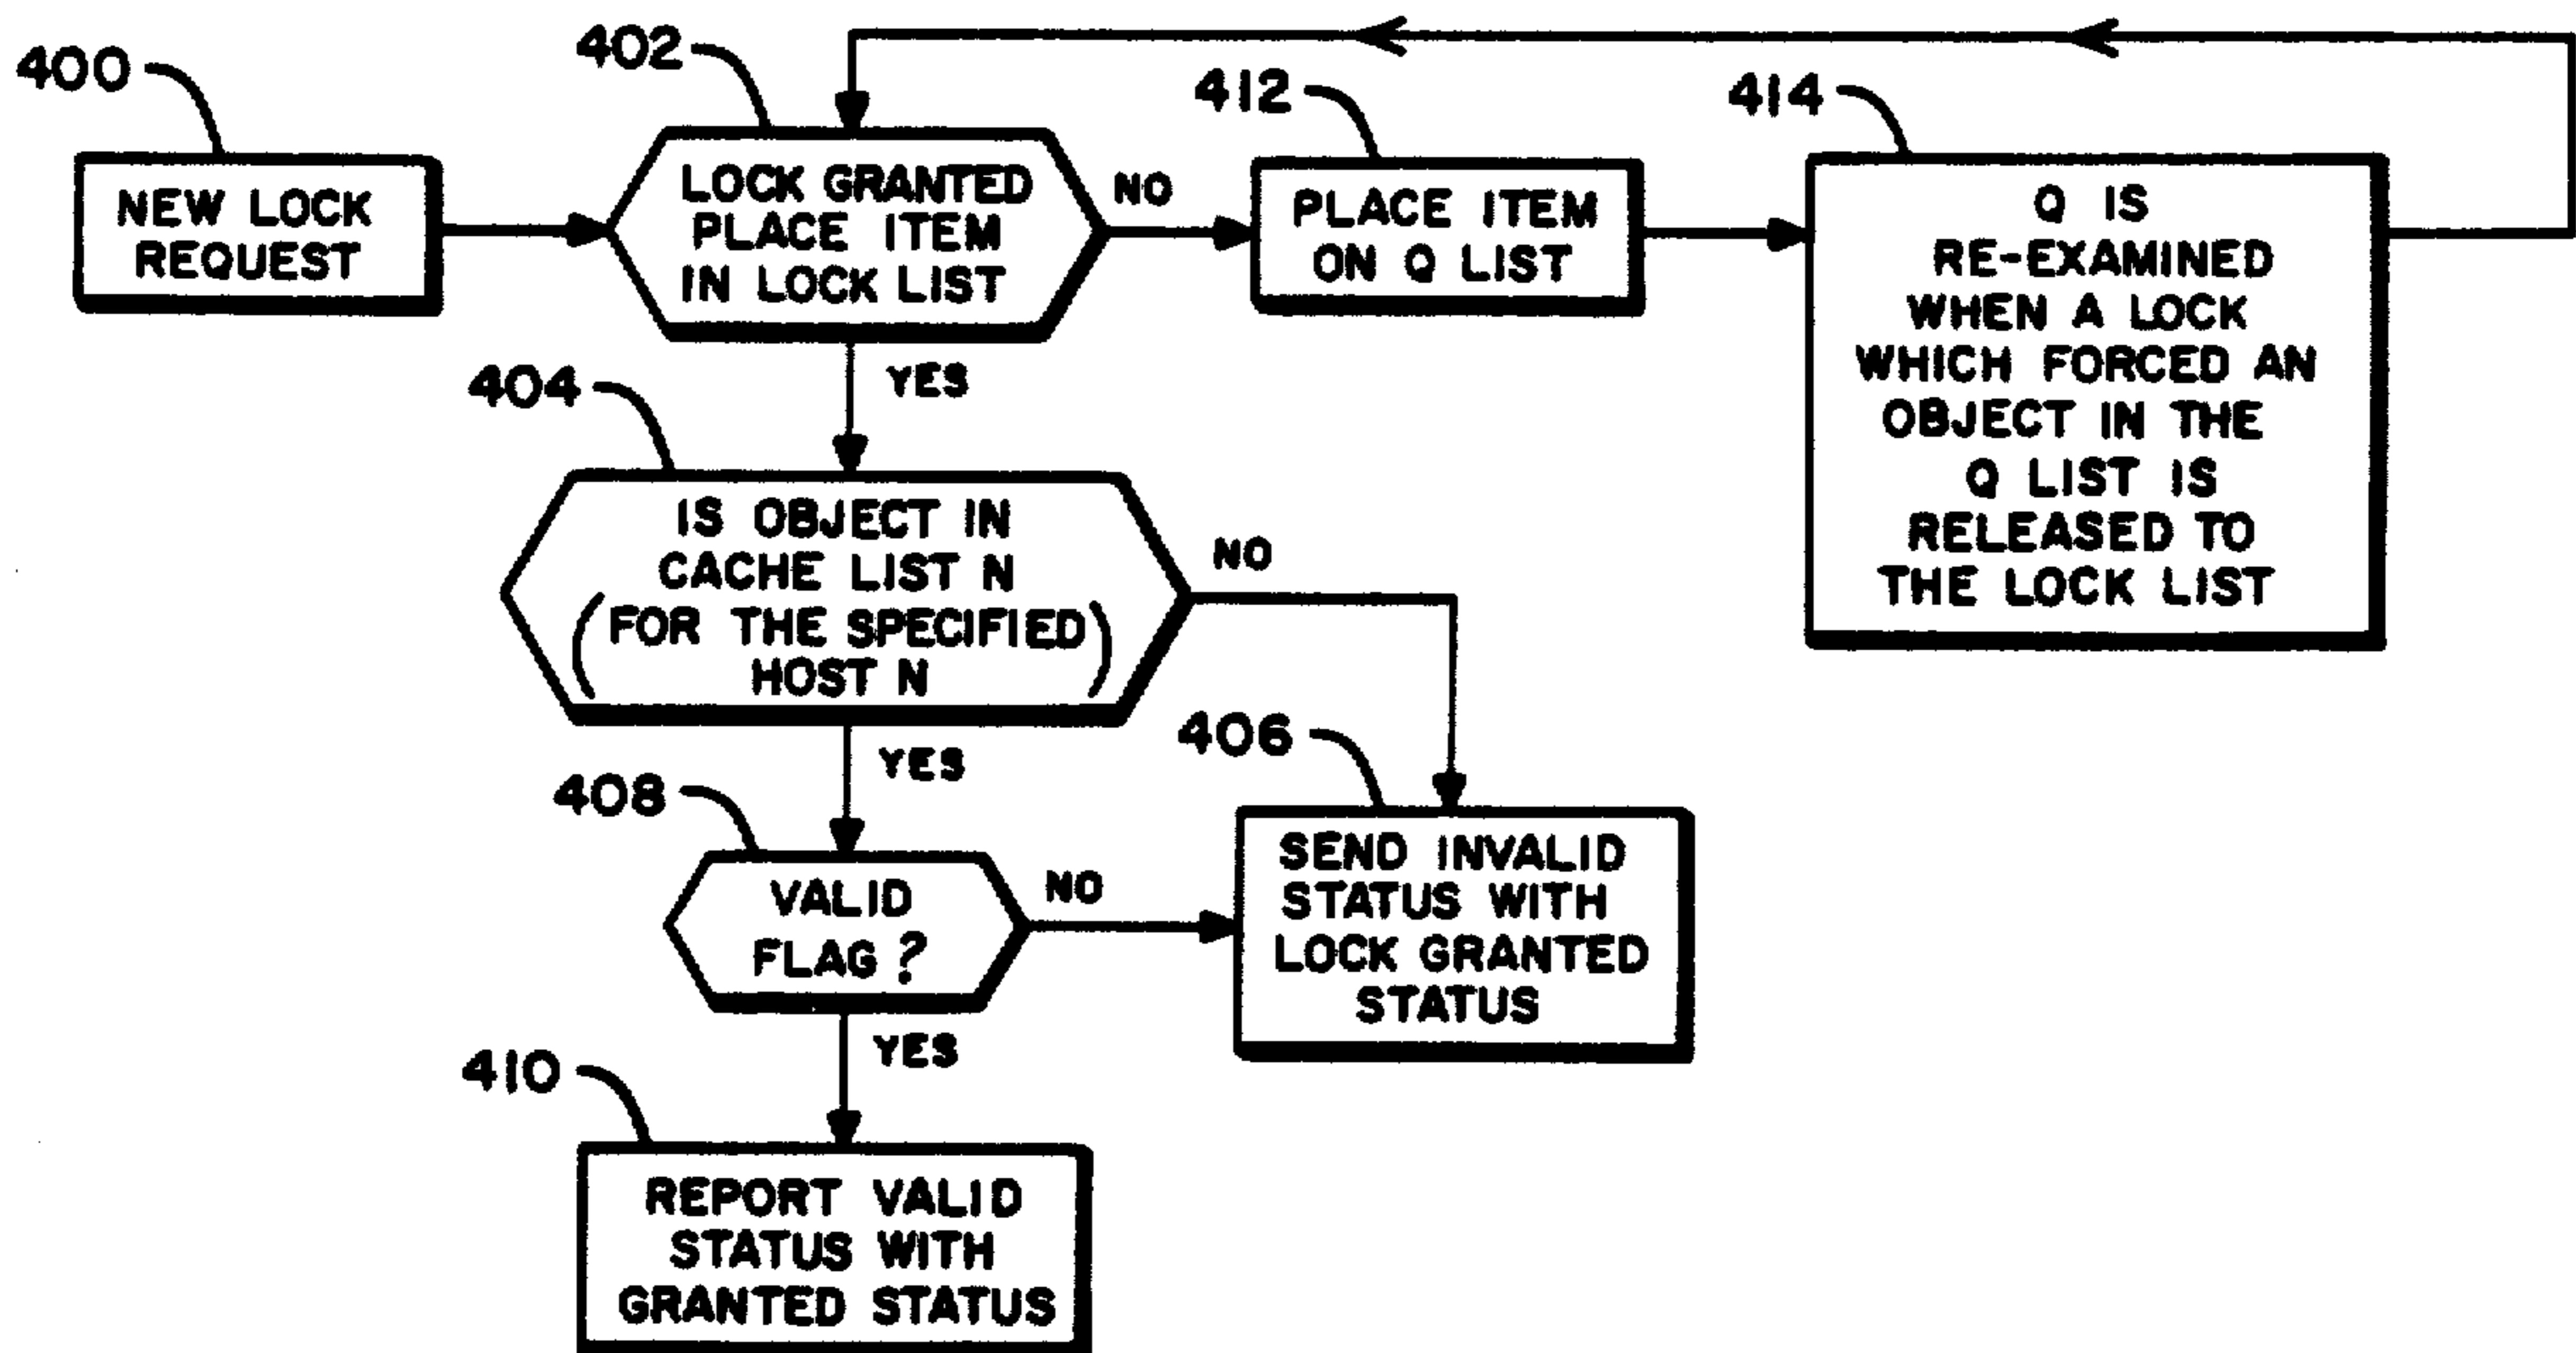 400
NEW LOCK
REQUEST
402
LOCK GRANTED
PLACE ITEM
IN LOCK LIST
NO
412
PLACE ITEM
ON Q LIST
414
Q IS
RE-EXAMINED
WHEN A LOCK
WHICH FORCED AN
OBJECT IN THE
Q LIST IS
RELEASED TO
THE LOCK LIST
YES
404
IS OBJECT IN
CACHE LIST N
(FOR THE SPECIFIED
HOST N)
NO
YES
406
SEND INVALID
STATUS WITH
LOCK GRANTED
STATUS
408
VALID
FLAG?
NO
YES
410
REPORT VALID
STATUS WITH
GRANTED STATUS